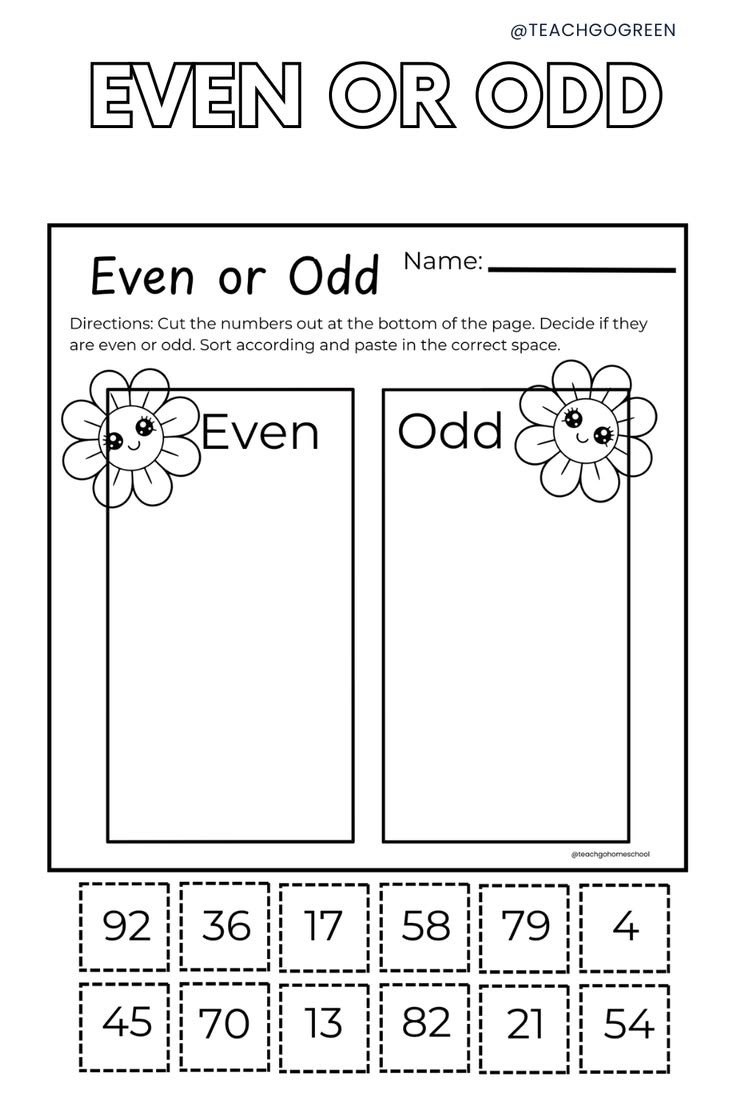 @TEACHGOGREEN
EVEN OR ODD
Even or Odd
Name:
Directions: Cut the numbers out at the bottom of the page. Decide if they
are even or odd. Sort according and paste in the correct space.
Even
Odd
@teachgohomeschool
92 36 17 58 79 4
45 70 13 82 21 54